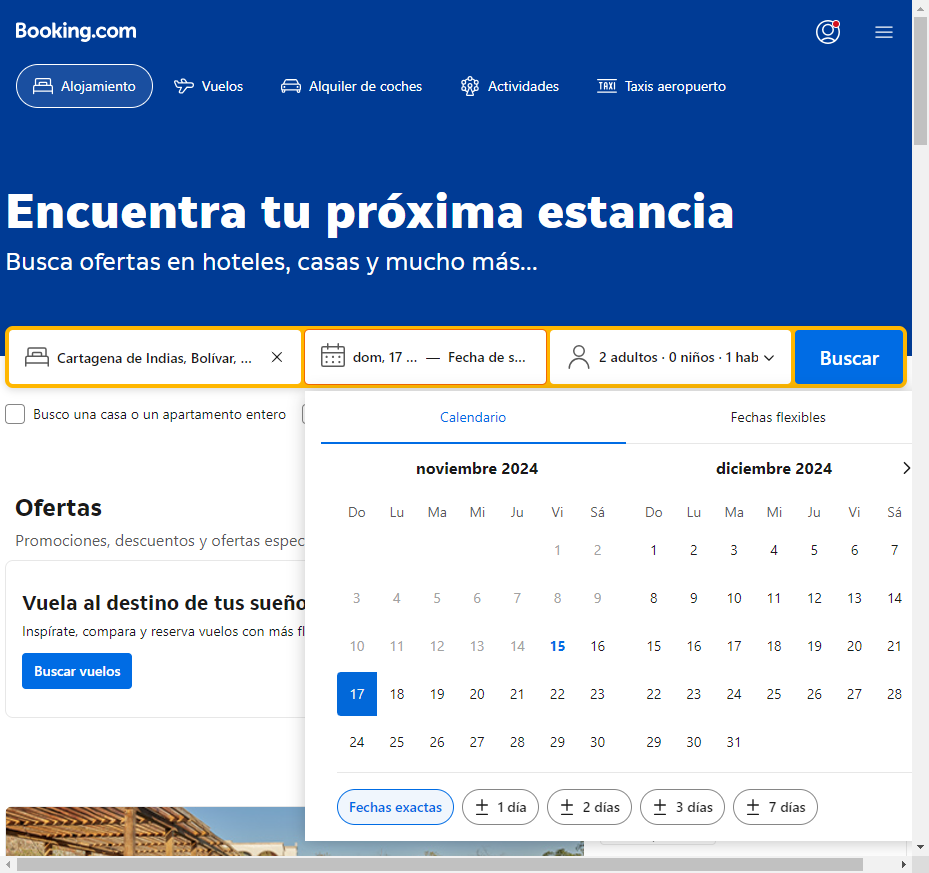 Booking.com
Alojamiento
Vuelos
Alquiler de coches
Actividades
TAXI
Taxis aeropuerto
Encuentra tu próxima estancia
Busca ofertas en hoteles, casas y mucho más...
Cartagena de Indias, Bolívar, ...
dom, 17 ... — Fecha de s...
2 adultos · 0 niños · 1 hab
Buscar
Busco una casa o un apartamento entero
Calendario
Fechas flexibles
Ofertas
Promociones, descuentos y ofertas espec
Vuela al destino de tus sueño
Inspírate, compara y reserva vuelos con más fl
Buscar vuelos
noviembre 2024
Do Lu Ma Mi Ju Vi Sá
1 2
3 4 5 6 7 8 9
10 11 12 13 14 15 16
17 18 19 20 21 22 23
24 25 26 27 28 29 30
diciembre 2024
Do Lu Ma Mi Ju Vi Sá
1 2 3 4 5 6 7
8 9 10 11 12 13 14
15 16 17 18 19 20 21
22 23 24 25 26 27 28
29 30 31
Fechas exactas
± 1 día
± 2 días
± 3 días
± 7 días